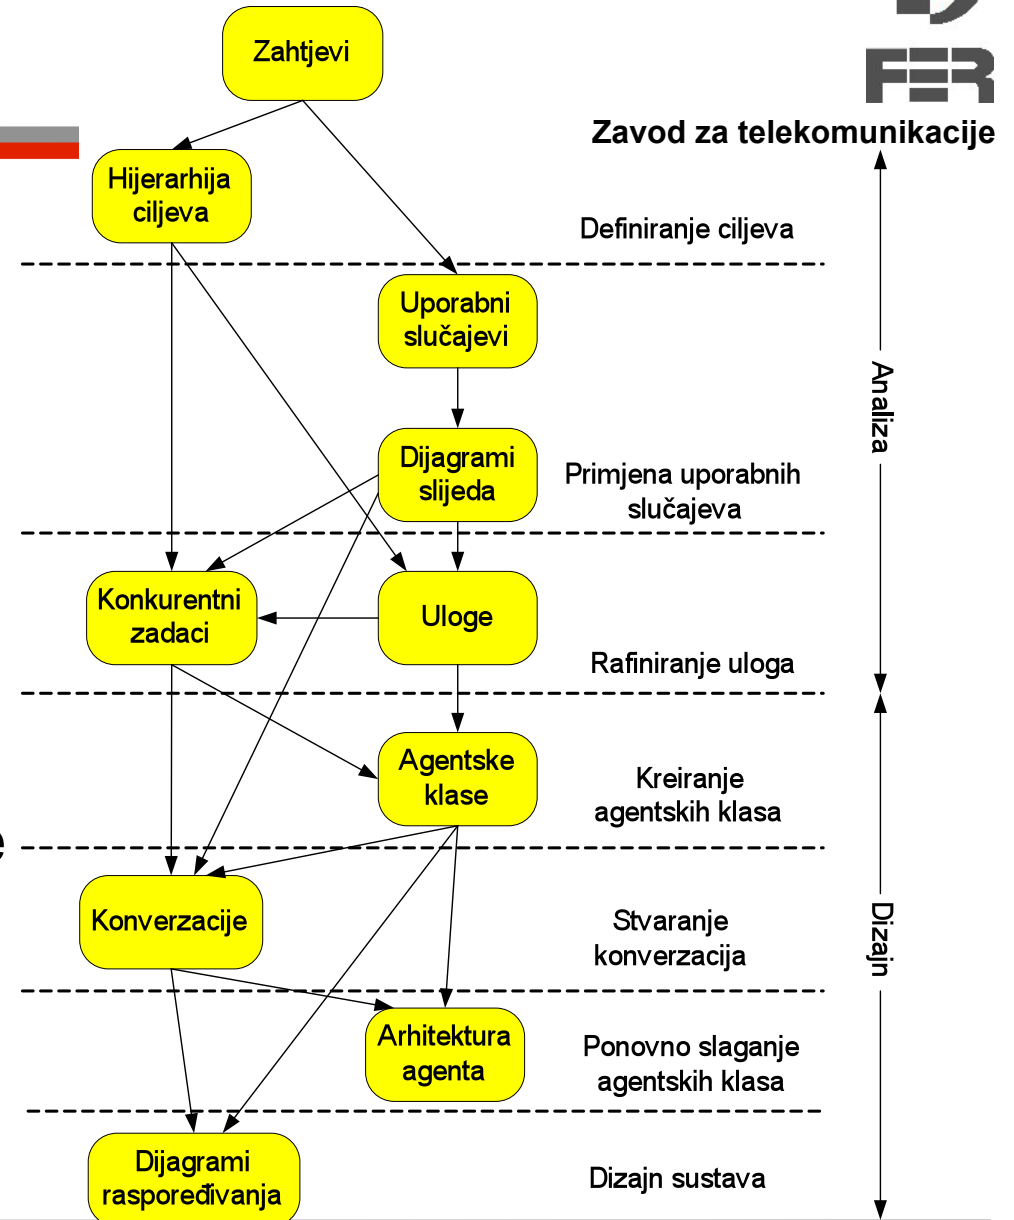 Zahtjevi
FER
Zavod za telekomunikacije
Hijerarhija
ciljeva
Definiranje ciljeva
Uporabni
slučajevi
Analiza
Dijagrami
slijeda
Primjena uporabnih
slučajeva
Konkurentni
zadaci
Uloge
Rafiniranje uloga
Agentske
klase
Kreiranje
agentskih klasa
e
Konverzacije
Stvaranje
konverzacija
Dizajn
Arhitektura
agenta
Ponovno slaganje
agentskih klasa
Dijagrami
raspoređivanja
Dizajn sustava